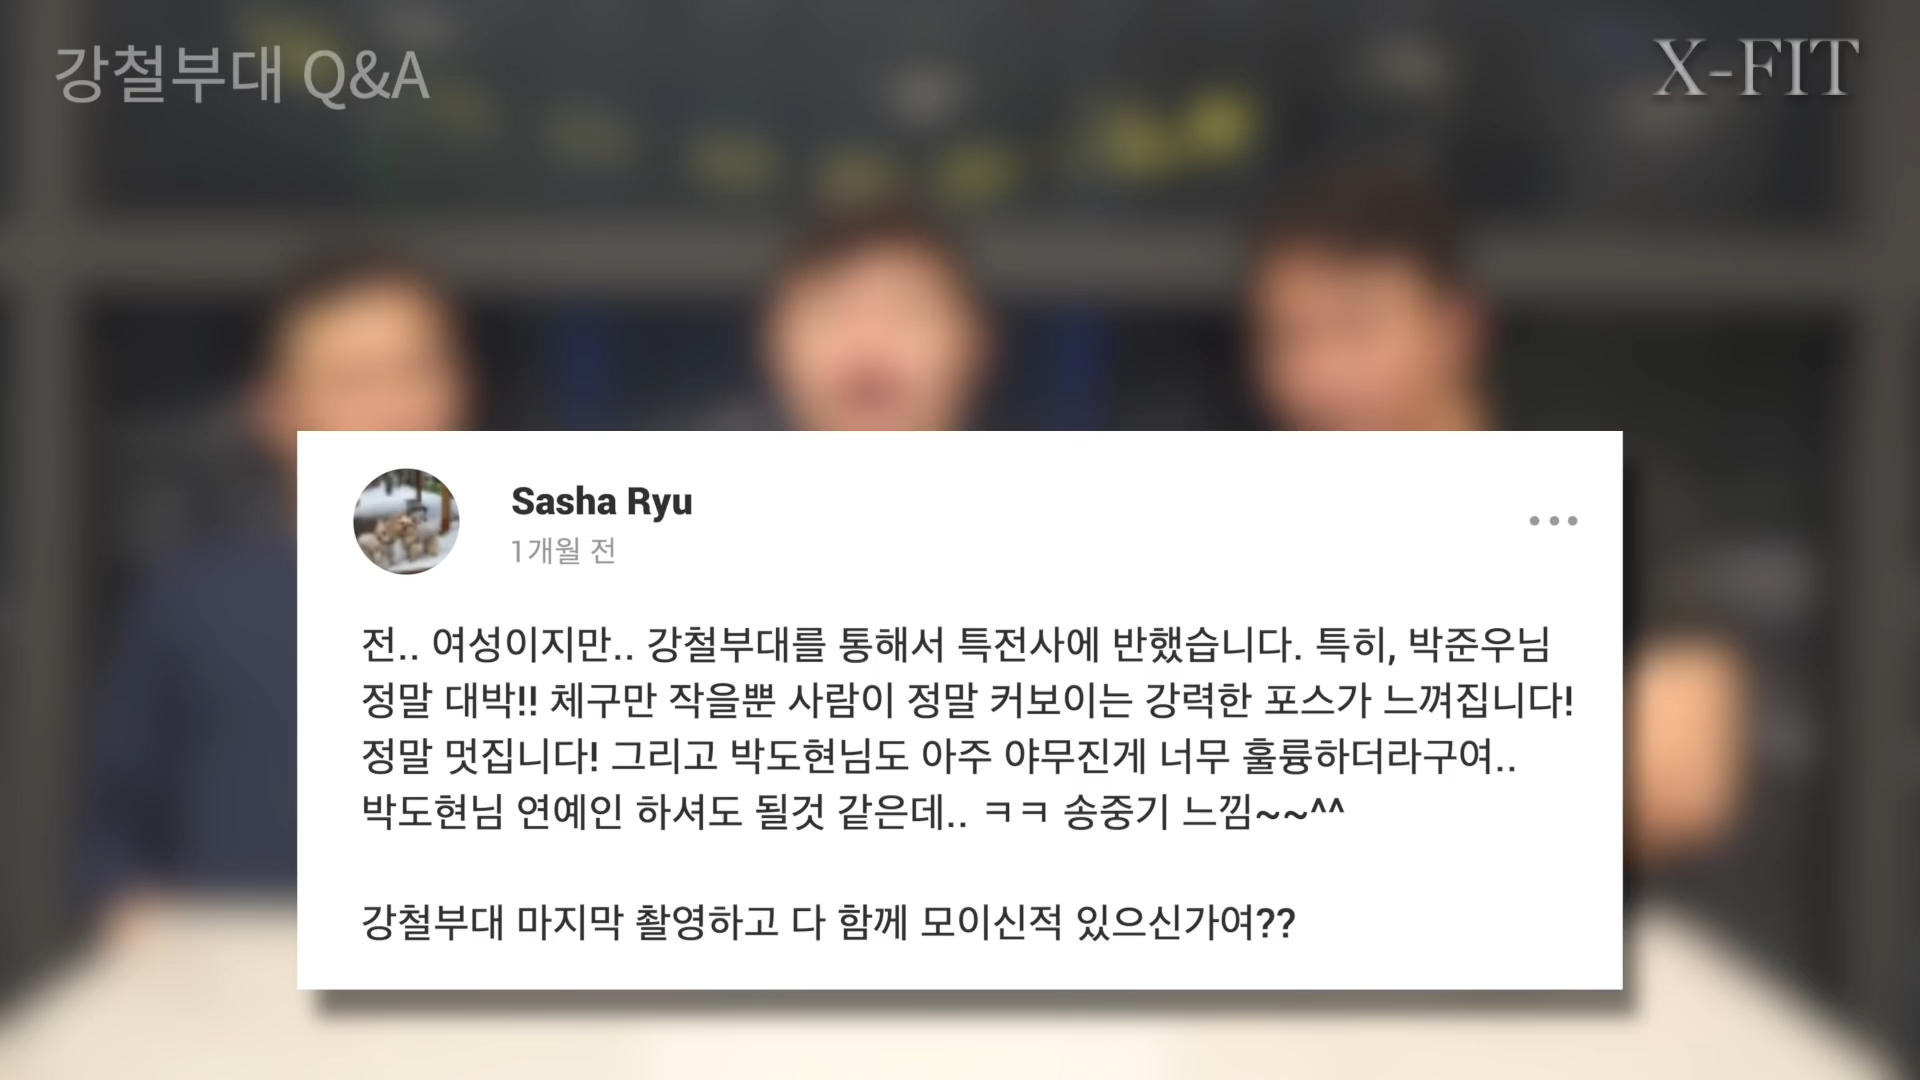 강철부대 Q&A
X-FIT
Sasha Ryu
1개월 전
전.. 여성이지만.. 강철부대를 통해서 특전사에 반했습니다. 특히, 박준우님
정말 대박!! 체구만 작을뿐 사람이 정말 커보이는 강력한 포스가 느껴집니다!
정말 멋집니다! 그리고 박도현님도 아주 야무진게 너무 훌륭하더라구여..
박도현님 연예인 하셔도 될것 같은데.. ㅋㅋ 송중기 느낌~~^^
강철부대 마지막 촬영하고 다 함께 모이신적 있으신가여??